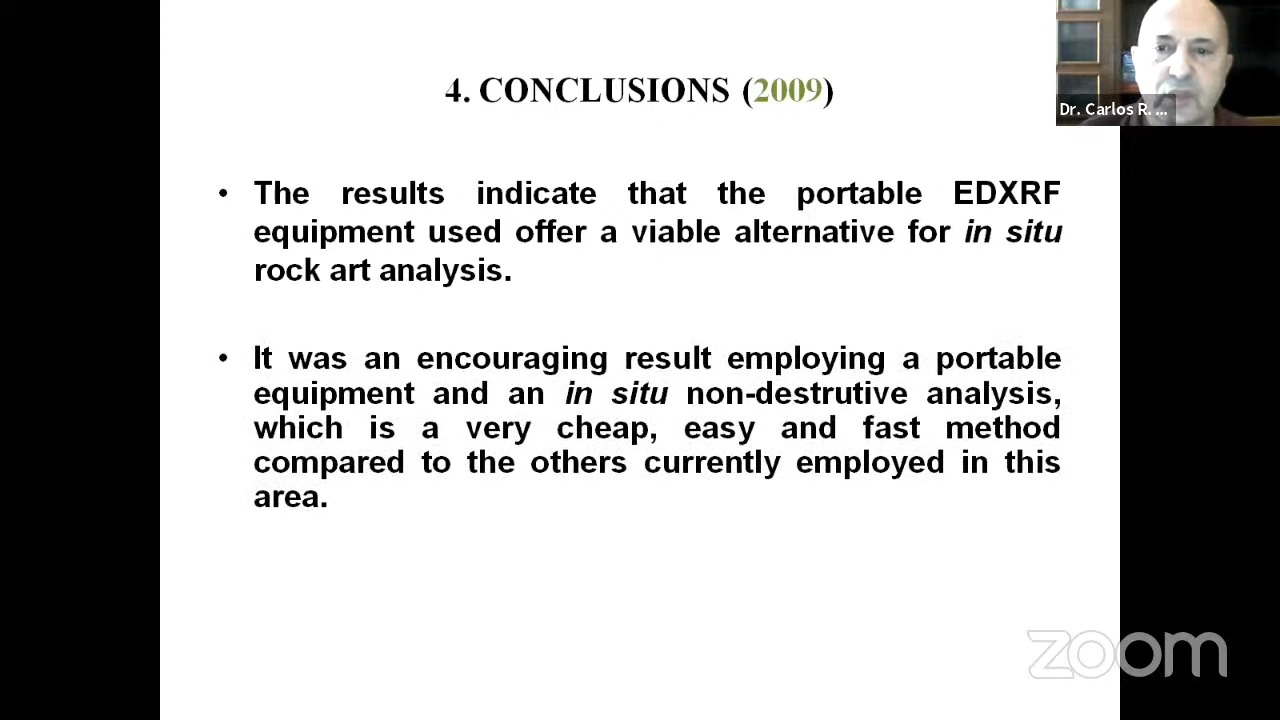 4. CONCLUSIONS (2009)
Dr. Carlos R. ...
• The results indicate that the portable EDXRF
equipment used offer a viable alternative for in situ
rock art analysis.
• It was an encouraging result employing a portable
equipment and an in situ non-destrutive analysis,
which is a very cheap, easy and fast method
compared to the others currently employed in this
area.
zoom